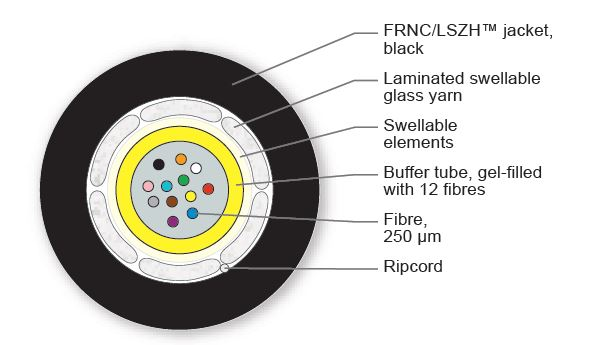 FRNC/LSZH™ jacket,
black
Laminated swellable
glass yarn
Swellable
elements
Buffer tube, gel-filled
with 12 fibres
Fibre,
250 µm
Ripcord